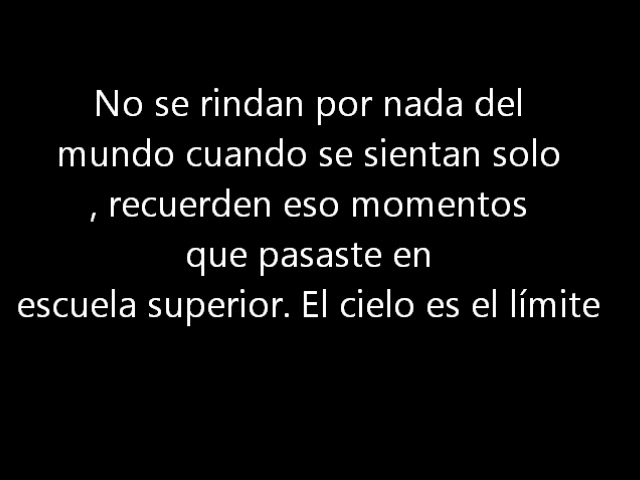 No se rindan por nada del
mundo cuando se sientan solo
, recuerden eso momentos
que pasaste en
escuela superior. El cielo es el límite